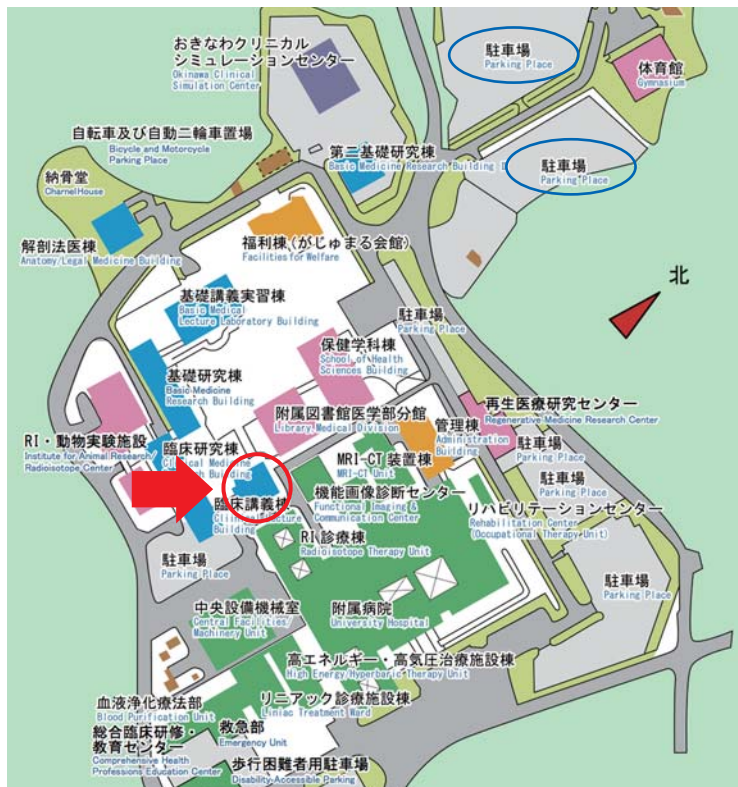 おきなわクリニカル
シミュレーションセンター
Okinawa Clinical
Simulation Center
駐車場
Parking Place
体育館
Gymnasium
自転車及び自動二輪車置場
Bicycle and Motorcycle
Parking Place
第二基礎研究棟
Basic Medicine Research Building
駐車場
Parking Place
納骨堂
CharnelHouse
解剖法医棟
Anatomy/Legal Medicine Building
福利棟(がじゅまる会館)
Facilities for Welfare
北
基礎講義実習棟
Basic Medical
Lecture Laboratory Building
駐車場
Parking Place
保健学科棟
School of Health
Sciences Building
基礎研究棟
Basic Medicine
Research Building
附属図書館医学部分館
Library Medical Division
再生医療研究センター
Regenerative Medicine Research Center
管理棟
Administration
Building
RI・動物実験施設
Institute for Animal Research/
Radioisotope Center
臨床研究棟
Clinical Medicine
Building
駐車場
Parking Place
MRI-CT 装置棟
MRI-CT Unit
駐車場
Parking Place
機能画像診断センター
Functional Imaging &
Communication Center
臨床講義棟
Lecture
Building
リハビリテーションセンター
Rehabilitation Center
(Occupational Therapy Unit)
RI 診療棟
Radioisotope Therapy Unit
駐車場
Parking Place
駐車場
Parking Place
中央設備機械室
Central Facilities/
Machinery Unit
附属病院
University Hospital
高エネルギー・高気圧治療施設棟
High Energy/Hyperbaric Therapy Unit
血液浄化療法部
Blood Purification Unit
リニアック診療施設棟
Liniac Treatment Ward
総合臨床研修・
教育センター
Comprehensive Health
Professions Education Center
救急部
Emergency Unit
歩行困難者用駐車場
Disability-Accessible Parking